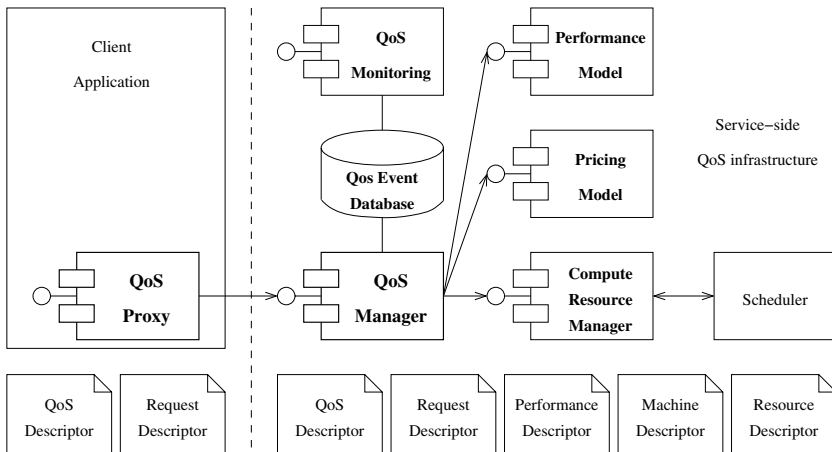 Client
Application
QoS
Monitoring
Performance
Model
Service-side
QoS infrastructure
Qos Event
Database
Pricing
Model
QoS
Proxy
QoS
Manager
Compute
Resource
Manager
Scheduler
QoS
Descriptor
Request
Descriptor
QoS
Descriptor
Request
Descriptor
Performance
Descriptor
Machine
Descriptor
Resource
Descriptor